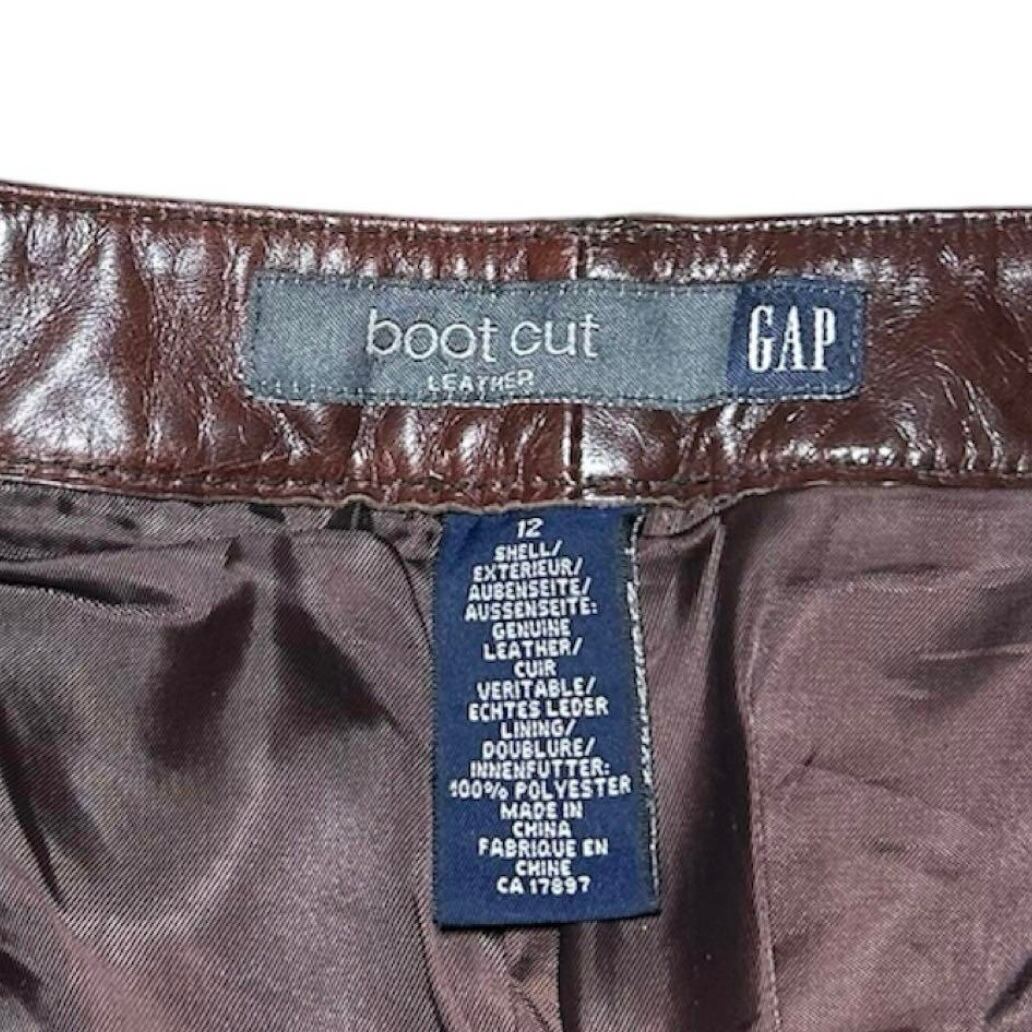 boot cut
LEATHER
GAP
12
SHELL/
EXTERIEUR/
AUBENSEITE/
AUSSENSEITE:
GENUINE
LEATHER/
CUIR
VERITABLE/
ECHTES LEDER
LINING/
DOUBLURE/
INNENFUTTER:
100% POLYESTER
MADE IN
CHINA
FABRIQUE EN
CHINE
CA 17897